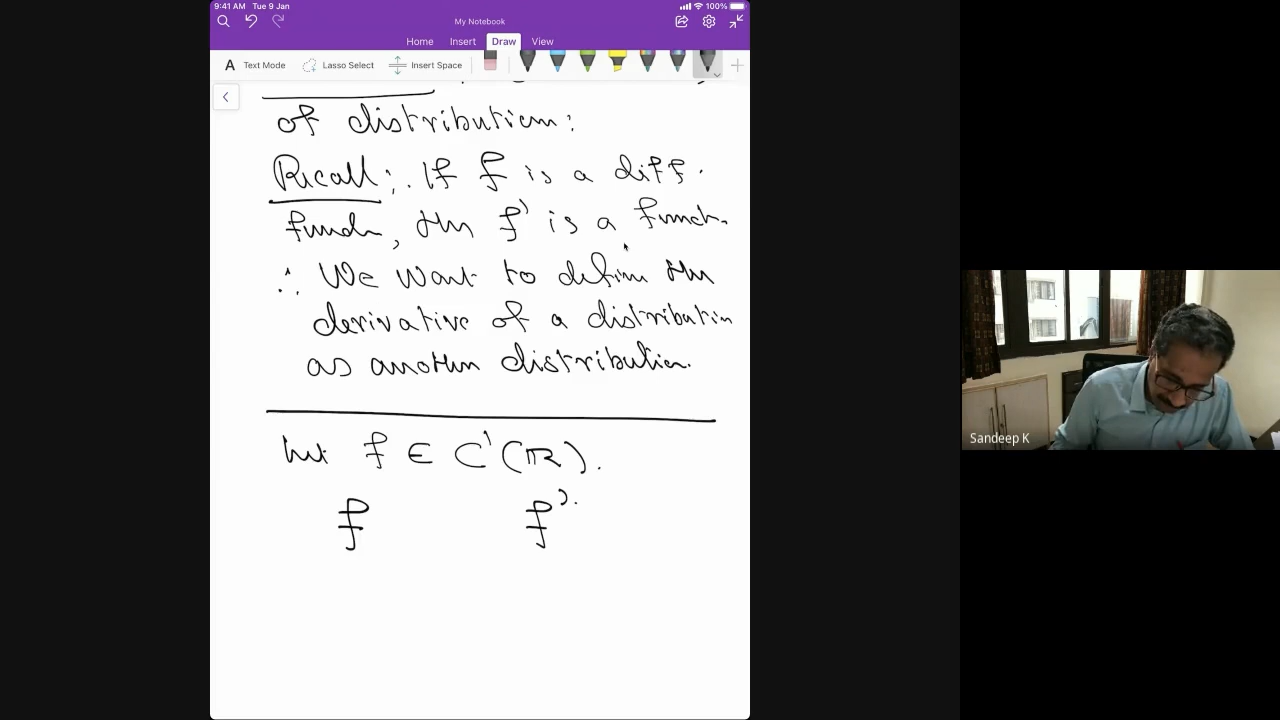 9:41 AM Tue 9 Jan
100%
My Notebook
Home Insert Draw View
A Text Mode Lasso Select Insert Space
of distribution:
Recall: If f is a diff.
funcn, then f' is a funct.
∴ We want to define the
derivative of a distribution
as another distribution.
Let f ∈ C'(ℝ).
f f'.
Sandeep K